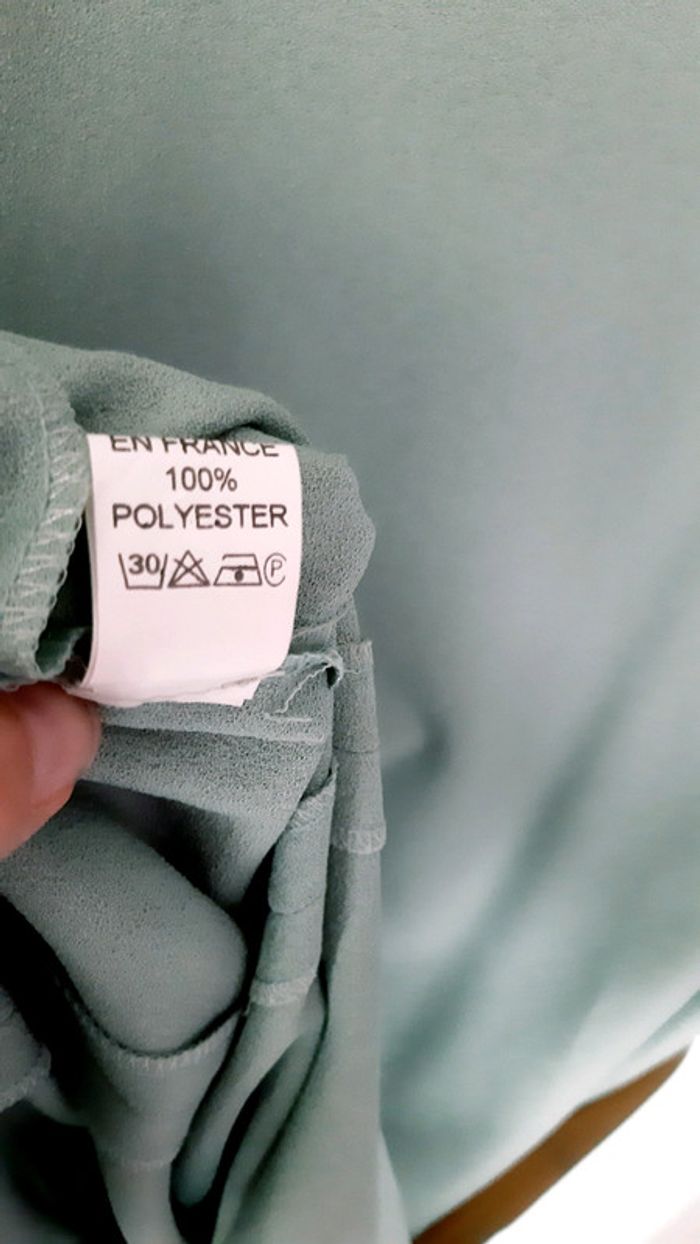 EN FRANCE
100%
POLYESTER
30
P